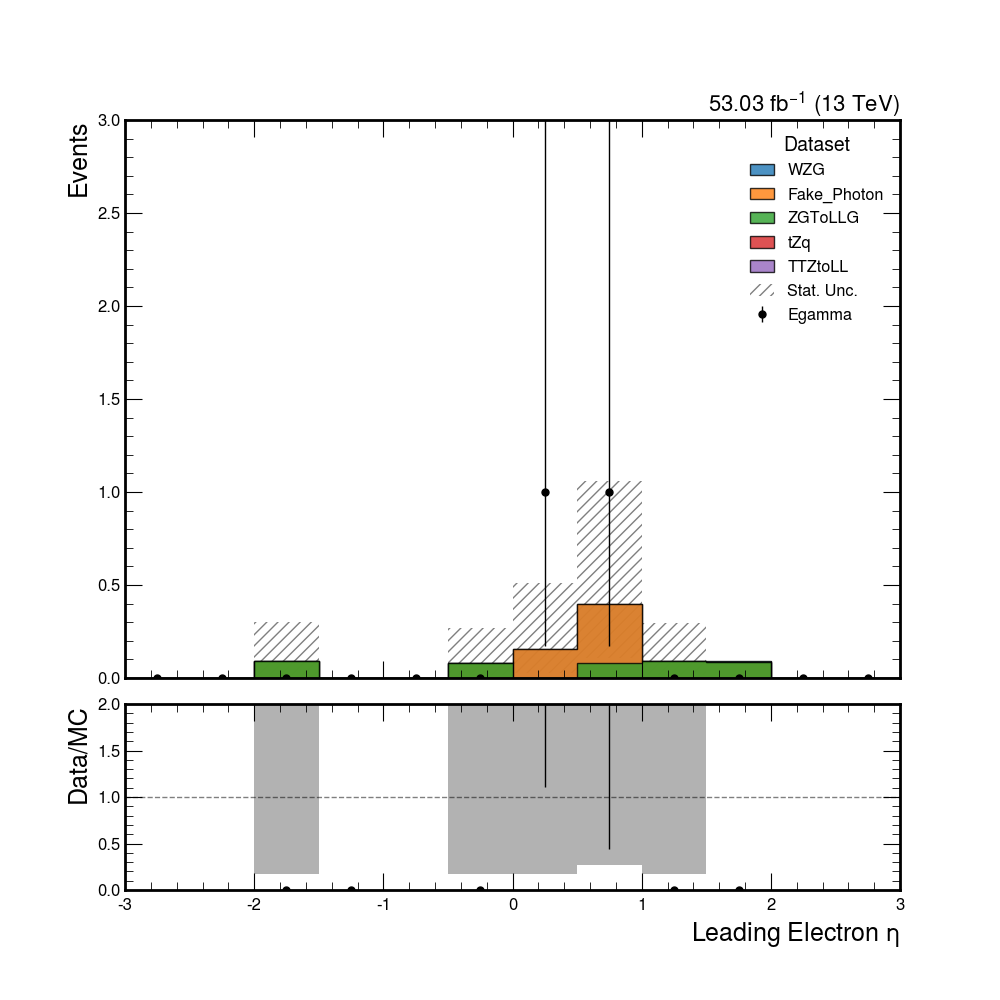 53.03 fb⁻¹ (13 TeV)
Events
3.0
2.5
2.0
1.5
1.0
0.5
0.0
Dataset
WZG
Fake_Photon
ZGToLLG
tZq
TTZtoLL
Stat. Unc.
Egamma
Data/MC
2.0
1.5
1.0
0.5
0.0
-3 -2 -1 0 1 2 3
Leading Electron η